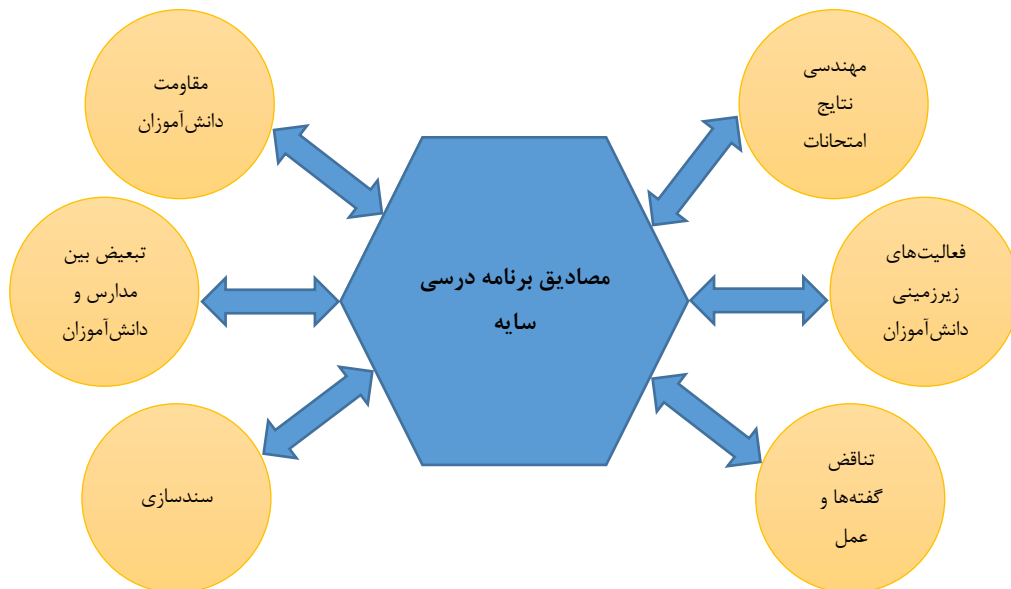 مهندسی
نتایج
امتحانات
مقاومت
دانش‌آموزان
فعالیت‌های
زیرزمینی
دانش‌آموزان
مصادیق برنامه درسی
سایه
تبعیض بین
مدارس و
دانش‌آموزان
تناقض
گفته‌ها و
عمل
سندسازی